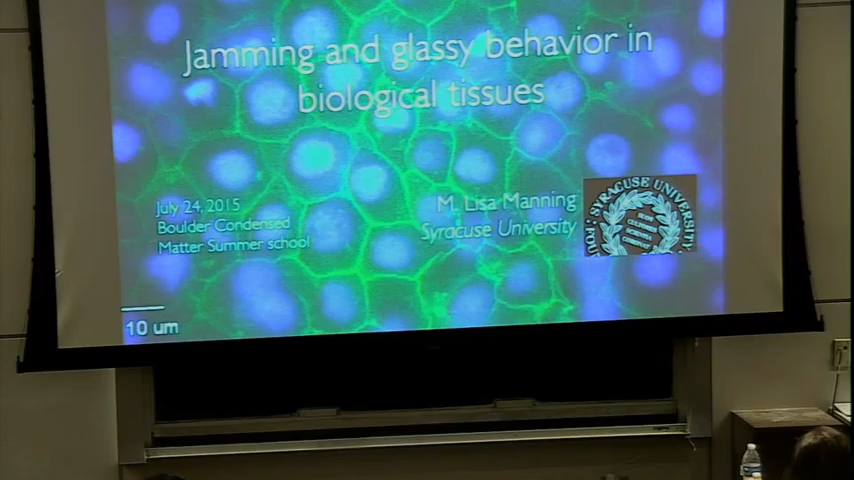 Jamming and glassy behavior in
biological tissues
July 24, 2015
Boulder Condensed
Matter Summer school
M. Lisa Manning
Syracuse University
SYRACUSE UNIVERSITY
10 um